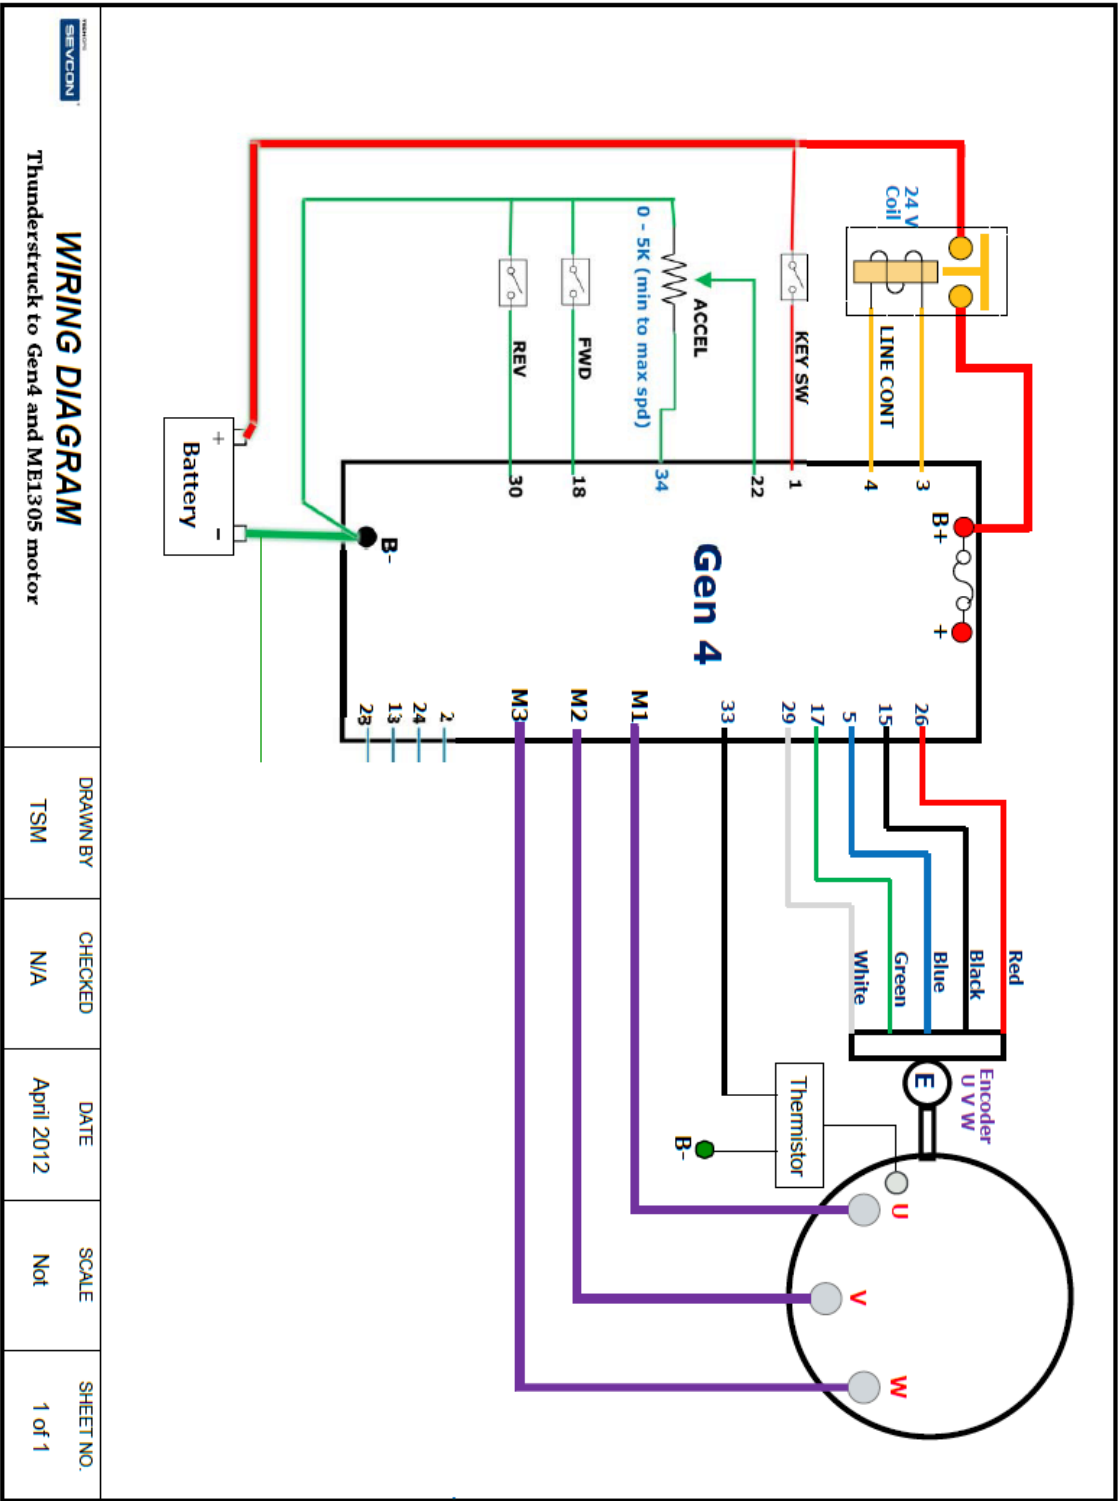 24 V
Coil
LINE CONT
KEY SW
ACCEL
0 - 5K (min to max spd)
FWD
REV
3
4
1
22
34
18
30
B+
+
Gen 4
B-
Battery
+
-
26
15
5
17
29
33
M1
M2
M3
2
24
13
Red
Black
Blue
Green
White
Encoder
U V W
E
Thermistor
B-
U
V
W
SEVCON
WIRING DIAGRAM
Thunderstruck to Gen4 and ME1305 motor
DRAWN BY
TSM
CHECKED
N/A
DATE
April 2012
SCALE
Not
SHEET NO.
1 of 1